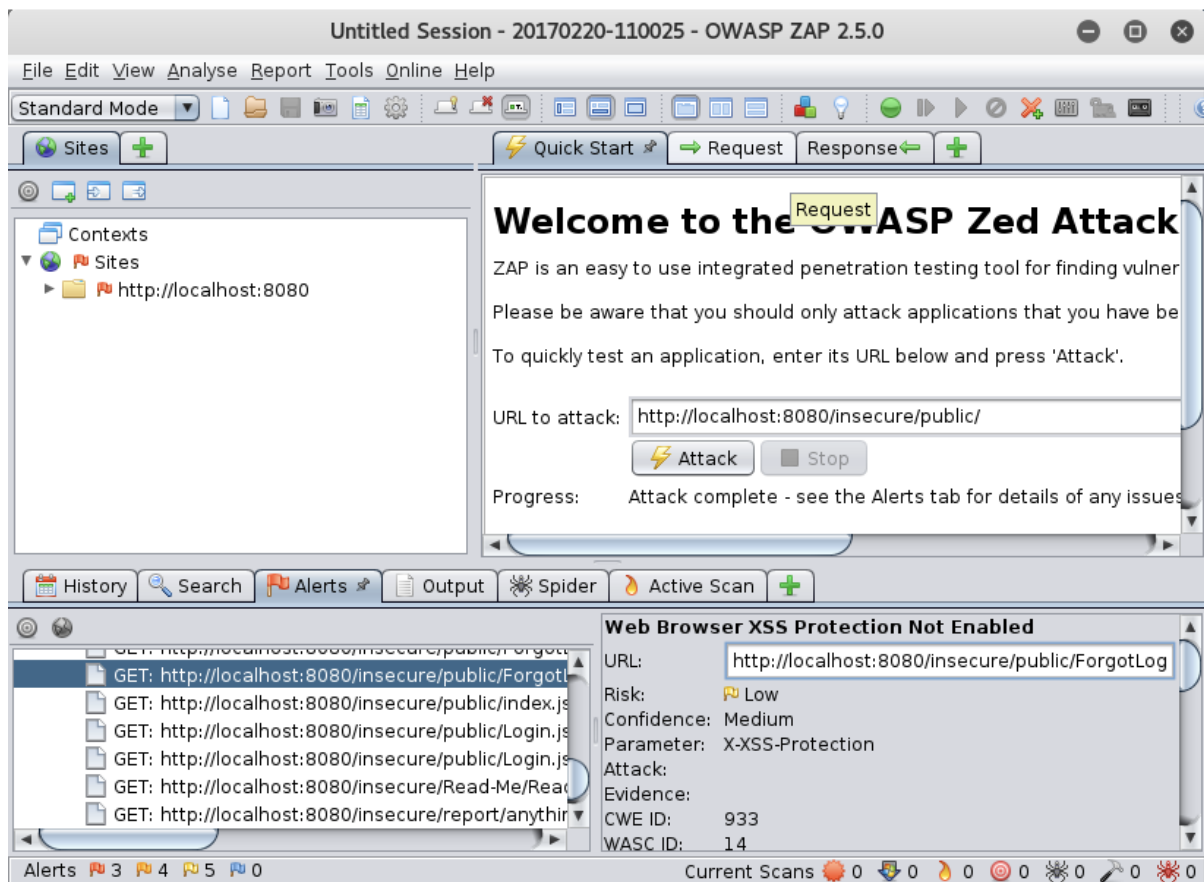 Untitled Session - 20170220-110025 - OWASP ZAP 2.5.0
File Edit View Analyse Report Tools Online Help
Standard Mode
Sites
Quick Start
Request
Response
Request
Contexts
Sites
http://localhost:8080
Welcome to the OWASP Zed Attack
ZAP is an easy to use integrated penetration testing tool for finding vulner
Please be aware that you should only attack applications that you have be
To quickly test an application, enter its URL below and press 'Attack'.
URL to attack: http://localhost:8080/insecure/public/
Attack Stop
Progress: Attack complete - see the Alerts tab for details of any issues
History Search Alerts Output Spider Active Scan
GET: http://localhost:8080/insecure/public/ForgotL
GET: http://localhost:8080/insecure/public/ForgotL
GET: http://localhost:8080/insecure/public/index.js
GET: http://localhost:8080/insecure/public/Login.js
GET: http://localhost:8080/insecure/public/Login.js
GET: http://localhost:8080/insecure/Read-Me/Read
GET: http://localhost:8080/insecure/report/anythin
Web Browser XSS Protection Not Enabled
URL: http://localhost:8080/insecure/public/ForgotLog
Risk: Low
Confidence: Medium
Parameter: X-XSS-Protection
Attack:
Evidence:
CWE ID: 933
WASC ID: 14
Alerts 3 4 5 0
Current Scans 0 0 0 0 0 0 0